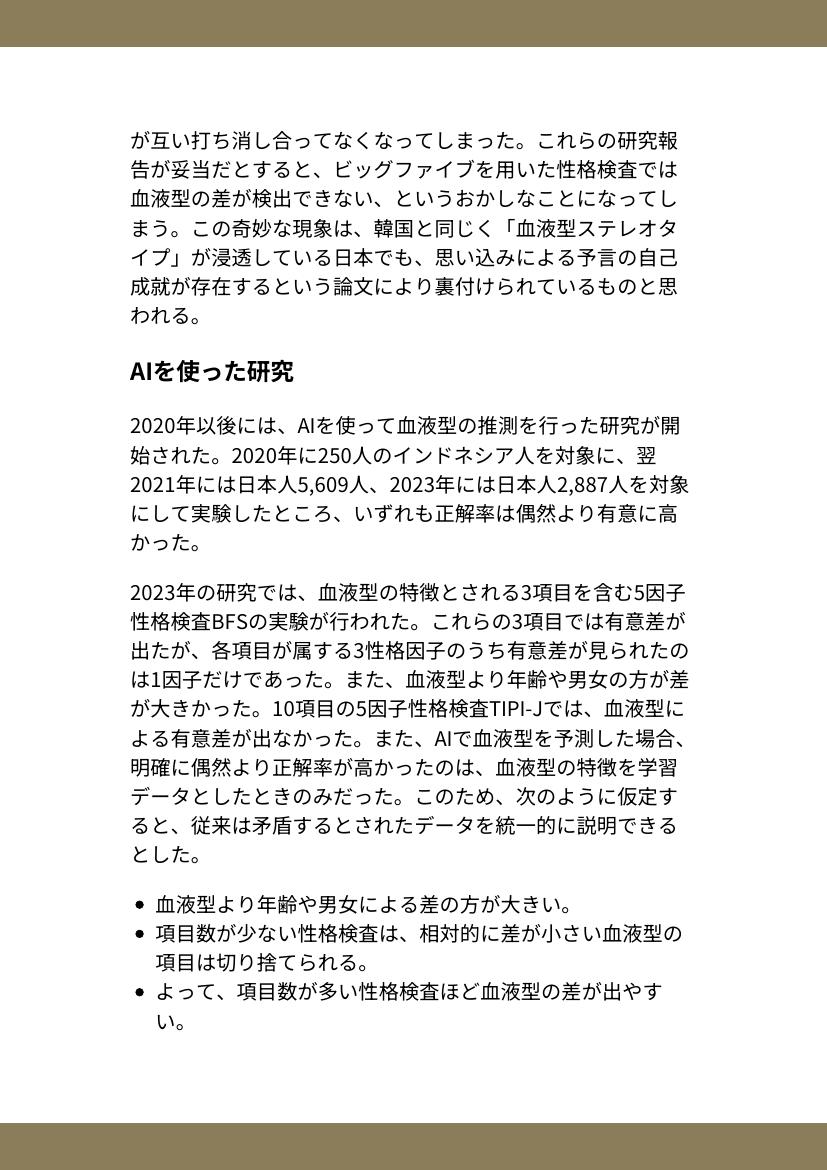 が互い打ち消し合ってなくなってしまった。これらの研究報
告が妥当だとすると、ビッグファイブを用いた性格検査では
血液型の差が検出できない、というおかしなことになってし
まう。この奇妙な現象は、韓国と同じく「血液型ステレオタ
イプ」が浸透している日本でも、思い込みによる予言の自己
成就が存在するという論文により裏付けられているものと思
われる。
AIを使った研究
2020年以後には、AIを使って血液型の推測を行った研究が開
始された。2020年に250人のインドネシア人を対象に、翌
2021年には日本人5,609人、2023年には日本人2,887人を対象
にして実験したところ、いずれも正解率は偶然より有意に高
かった。
2023年の研究では、血液型の特徴とされる3項目を含む5因子
性格検査BFSの実験が行われた。これらの3項目では有意差が
出たが、各項目が属する3性格因子のうち有意差が見られたの
は1因子だけであった。また、血液型より年齢や男女の方が差
が大きかった。10項目の5因子性格検査TIPI-Jでは、血液型に
よる有意差が出なかった。また、AIで血液型を予測した場合、
明確に偶然より正解率が高かったのは、血液型の特徴を学習
データとしたときのみだった。このため、次のように仮定す
ると、従来は矛盾するとされたデータを統一的に説明できる
とした。
• 血液型より年齢や男女による差の方が大きい。
• 項目数が少ない性格検査は、相対的に差が小さい血液型の
項目は切り捨てられる。
• よって、項目数が多い性格検査ほど血液型の差が出やす
い。